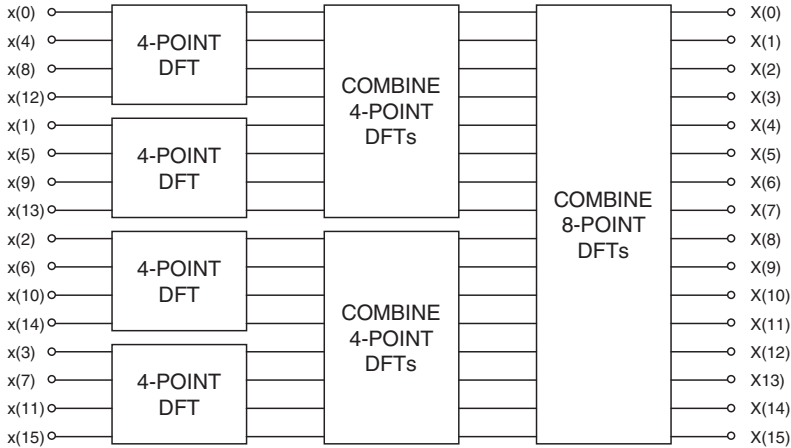 x(0)
x(4)
x(8)
x(12)
x(1)
x(5)
x(9)
x(13)
x(2)
x(6)
x(10)
x(14)
x(3)
x(7)
x(11)
x(15)
4-POINT
DFT
4-POINT
DFT
4-POINT
DFT
4-POINT
DFT
COMBINE
4-POINT
DFTs
COMBINE
4-POINT
DFTs
COMBINE
8-POINT
DFTs
X(0)
X(1)
X(2)
X(3)
X(4)
X(5)
X(6)
X(7)
X(8)
X(9)
X(10)
X(11)
X(12)
X13)
X(14)
X(15)